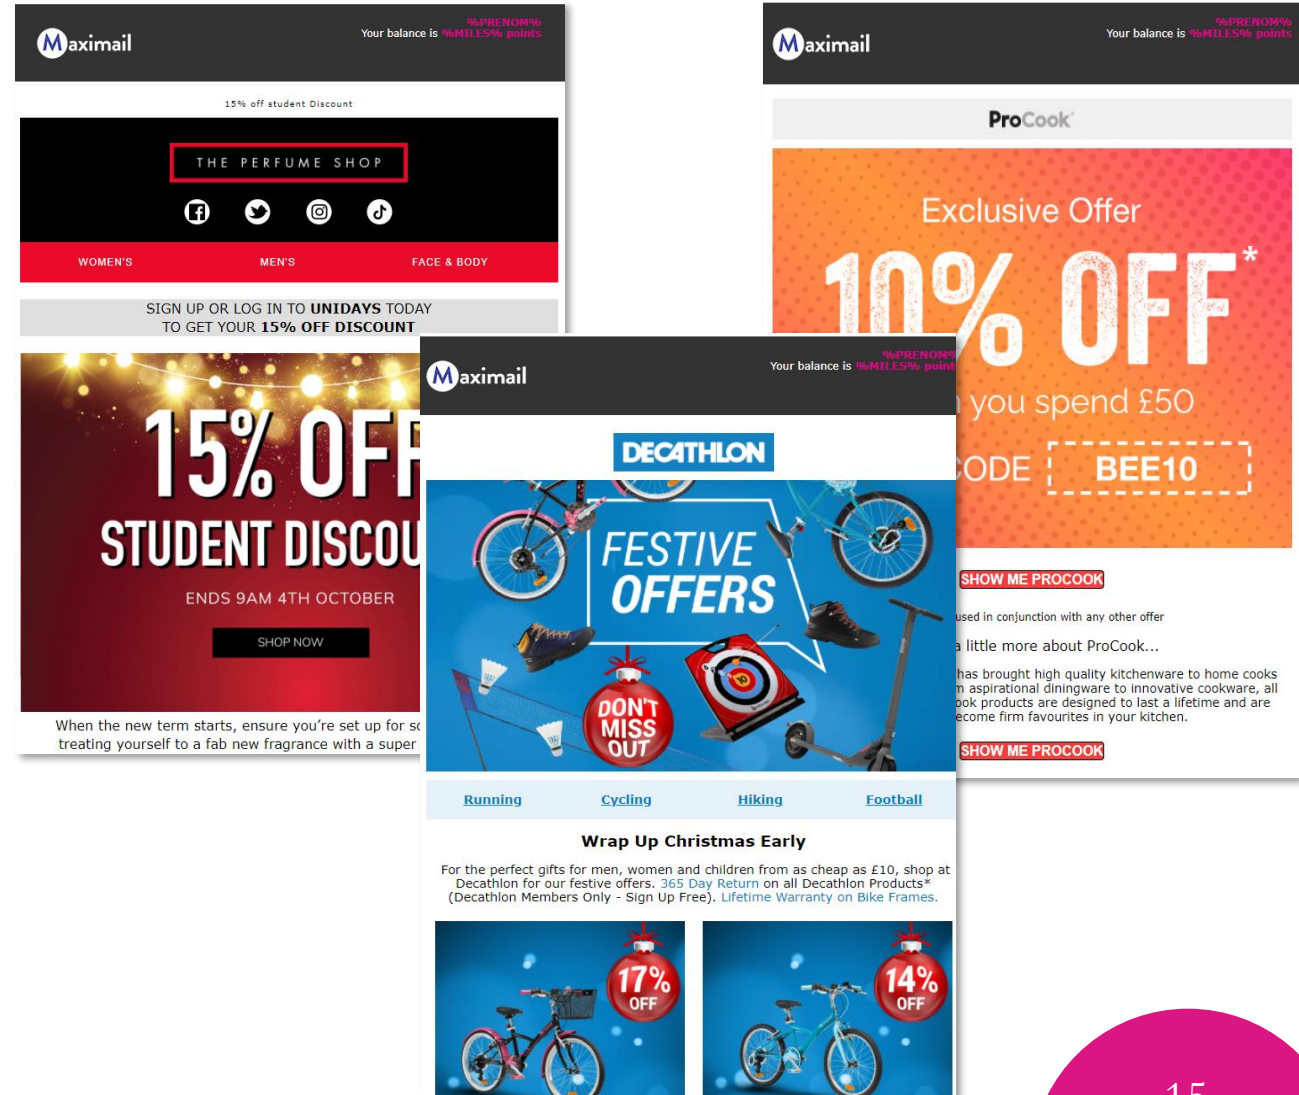 Maximail
%PRENOM%
Your balance is %MILES% points
15% off student Discount
THE PERFUME SHOP
WOMEN'S MEN'S FACE & BODY
SIGN UP OR LOG IN TO UNIDAYS TODAY
TO GET YOUR 15% OFF DISCOUNT
15% OFF
STUDENT DISCOU
ENDS 9AM 4TH OCTOBER
SHOP NOW
When the new term starts, ensure you're set up for
treating yourself to a fab new fragrance with a super
Maximail
%PRENOM%
Your balance is %MILES% points
ProCook
Exclusive Offer
10% OFF*
you spend £50
CODE BEE10
SHOW ME PROCOOK
used in conjunction with any other offer
a little more about ProCook...
has brought high quality kitchenware to home cooks
aspirational diningware to innovative cookware, all
products are designed to last a lifetime and are
become firm favourites in your kitchen.
SHOW ME PROCOOK
Maximail
%PRENOM%
Your balance is %MILES% point
DECATHLON
FESTIVE
OFFERS
10
DON'T
MISS
OUT
Running Cycling Hiking Football
Wrap Up Christmas Early
For the perfect gifts for men, women and children from as cheap as £10, shop at
Decathlon for our festive offers. 365 Day Return on all Decathlon Products*
(Decathlon Members Only - Sign Up Free). Lifetime Warranty on Bike Frames.
17%
OFF
14%
OFF
15